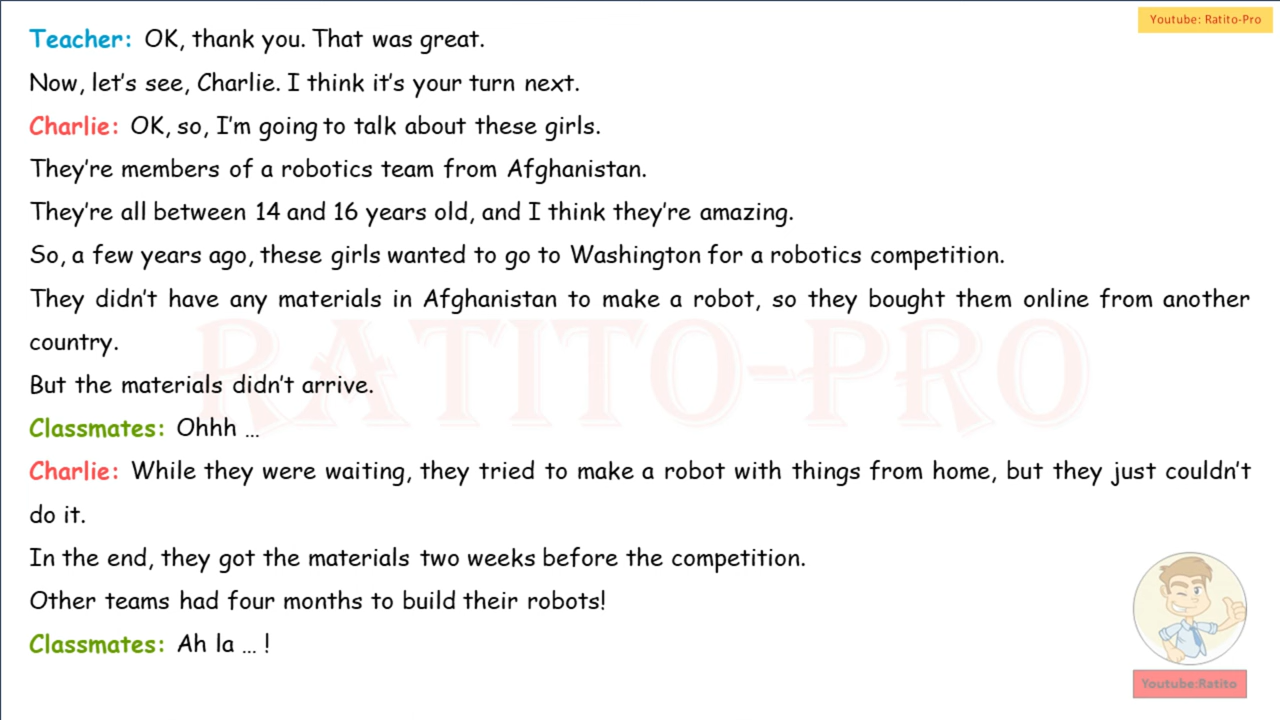 Youtube: Ratito-Pro
Teacher: OK, thank you. That was great.
Now, let's see, Charlie. I think it's your turn next.
Charlie: OK, so, I'm going to talk about these girls.
They're members of a robotics team from Afghanistan.
They're all between 14 and 16 years old, and I think they're amazing.
So, a few years ago, these girls wanted to go to Washington for a robotics competition.
They didn't have any materials in Afghanistan to make a robot, so they bought them online from another
country.
RATITO-PRO
But the materials didn't arrive.
Classmates: Ohhh ...
Charlie: While they were waiting, they tried to make a robot with things from home, but they just couldn't
do it.
In the end, they got the materials two weeks before the competition.
Other teams had four months to build their robots!
Classmates: Ah la ... !
Youtube:Ratito